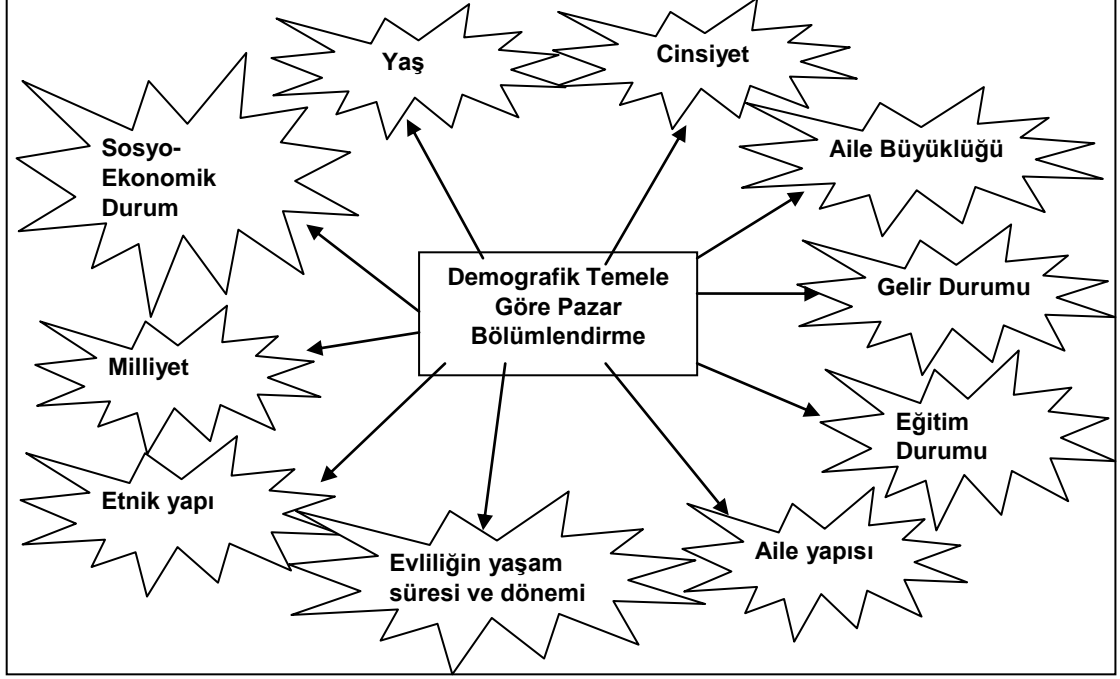 Yaş
Cinsiyet
Sosyo-
Ekonomik
Durum
Aile Büyüklüğü
Demografik Temele
Göre Pazar
Bölümlendirme
Gelir Durumu
Milliyet
Eğitim
Durumu
Etnik yapı
Evliliğin yaşam
süresi ve dönemi
Aile yapısı